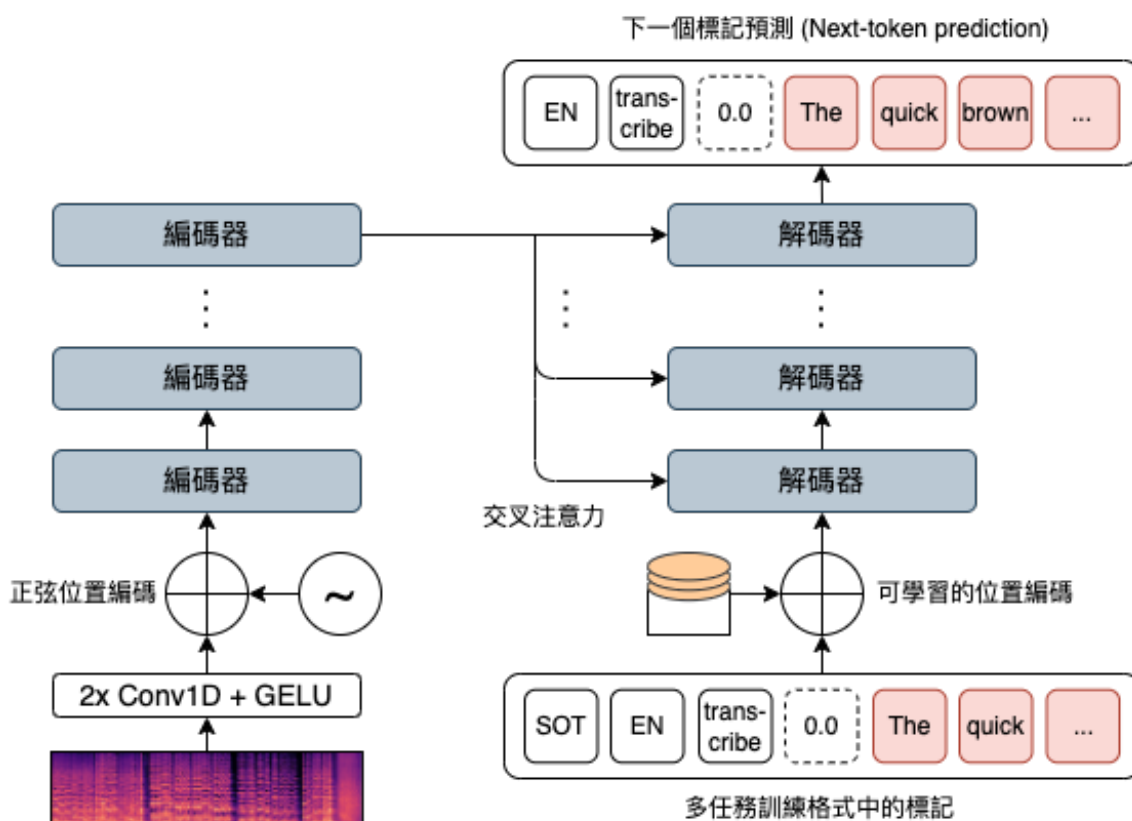 下一個標記預測 (Next-token prediction)
EN
trans-
cribe
0.0
The
quick
brown
...
編碼器
解碼器
編碼器
解碼器
編碼器
解碼器
交叉注意力
正弦位置編碼
~
可學習的位置編碼
2x Conv1D + GELU
SOT
EN
trans-
cribe
0.0
The
quick
...
多任務訓練格式中的標記